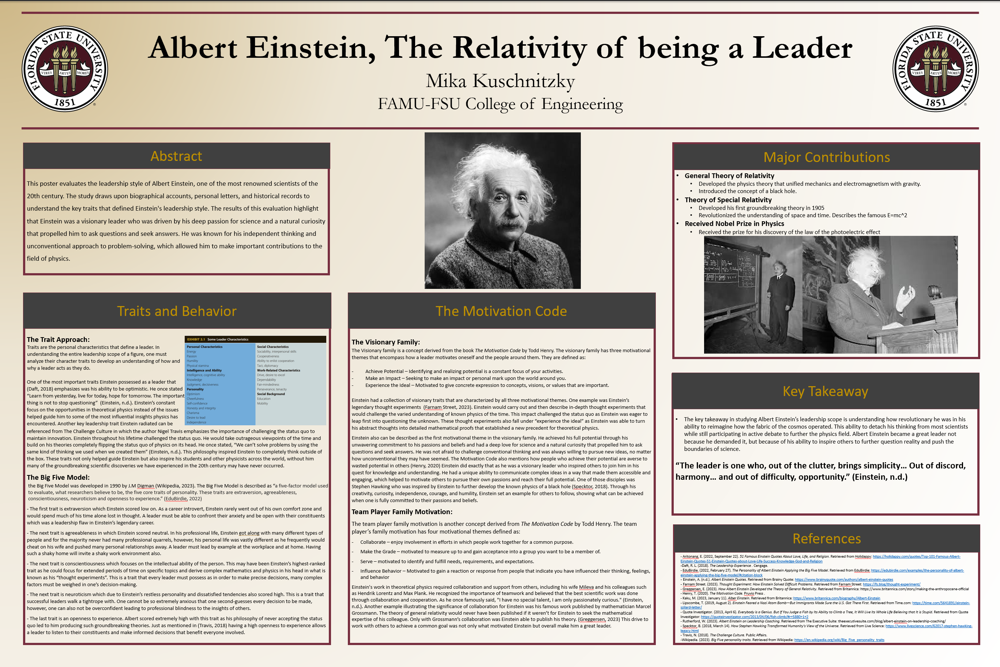 FLORIDA STATE UNIVERSITY
VIRES ARTES MORES
1851
®
Albert Einstein, The Relativity of being a Leader
Mika Kuschnitzky
FAMU-FSU College of Engineering
FLORIDA STATE UNIVERSITY
VIRES ARTES MORES
1851
®
Abstract
This poster evaluates the leadership style of Albert Einstein, one of the most renowned scientists of the
20th century. The study draws upon biographical accounts, personal letters, and historical records to
understand the key traits that defined Einstein's leadership style. The results of this evaluation highlight
that Einstein was a visionary leader who was driven by his deep passion for science and a natural curiosity
that propelled him to ask questions and seek answers. He was known for his independent thinking and
unconventional approach to problem-solving, which allowed him to make important contributions to the
field of physics.
Traits and Behavior
The Trait Approach:
Traits are the personal characteristics that define a leader. In
understanding the entire leadership scope of a figure, one must
analyze their character traits to develop an understanding of how and
why a leader acts as they do.
One of the most important traits Einstein possessed as a leader that
(Daft, 2018) emphasizes was his ability to be optimistic. He once stated
“Learn from yesterday, live for today, hope for tomorrow. The important
thing is not to stop questioning”  (Einstein, n.d.). Einstein’s constant
focus on the opportunities in theoretical physics instead of the issues
helped guide him to some of the most influential insights physics has
encountered. Another key leadership trait Einstein radiated can be
referenced from The Challenge Culture in which the author Nigel Travis emphasizes the importance of challenging the status quo to
maintain innovation. Einstein throughout his lifetime challenged the status quo. He would take outrageous viewpoints of the time and
build on his theories completely flipping the status quo of physics on its head. He once stated, “We can’t solve problems by using the
same kind of thinking we used when we created them” (Einstein, n.d.). This philosophy inspired Einstein to completely think outside of
the box. These traits not only helped guide Einstein but also inspire his students and other physicists across the world, without him
many of the groundbreaking scientific discoveries we have experienced in the 20th century may have never occurred.
EXHIBIT 2.1 Some Leader Characteristics
Personal Characteristics
Energy
Passion
Humility
Physical stamina
Intelligence and Ability
Intelligence, cognitive ability
Knowledge
Judgment, decisiveness
Personality
Optimism
Cheerfulness
Self-confidence
Honesty and integrity
Charisma
Desire to lead
Independence
Social Characteristics
Sociability, interpersonal skills
Cooperativeness
Ability to enlist cooperation
Tact, diplomacy
Work-Related Characteristics
Drive, desire to excel
Dependability
Fair-mindedness
Perseverance, tenacity
Social Background
Education
Mobility
The Big Five Model:
the Big Five Model was developed in 1990 by J.M Digman (Wikipedia, 2023). The Big Five Model is described as “a five-factor model used
to evaluate, what researchers believe to be, the five core traits of personality. These traits are extraversion, agreeableness,
conscientiousness, neuroticism and openness to experience.” (EduBirdie, 2022)
- The first trait is extraversion which Einstein scored low on. As a career introvert, Einstein rarely went out of his own comfort zone and
would spend much of his time alone lost in thought. A leader must be able to confront their anxiety and be open with their constituents
which was a leadership flaw in Einstein’s legendary career.
- The next trait is agreeableness in which Einstein scored neutral. In his professional life, Einstein got along with many different types of
people and for the majority never had many professional quarrels, however, his personal life was vastly different as he frequently would
cheat on his wife and pushed many personal relationships away. A leader must lead by example at the workplace and at home. Having
such a shaky home will invite a shaky work environment also.
- The next trait is conscientiousness which focuses on the intellectual ability of the person. This may have been Einstein’s highest-ranked
trait as he could focus for extended periods of time on specific topics and derive complex mathematics and physics in his head in what is
known as his “thought experiments”. This is a trait that every leader must possess as in order to make precise decisions, many complex
factors must be weighed in one’s decision-making.
- The next trait is neuroticism which due to Einstein’s restless personality and dissatisfied tendencies also scored high. This is a trait that
successful leaders walk a tightrope with. One cannot be so extremely anxious that one second-guesses every decision to be made,
however, one can also not be overconfident leading to professional blindness to the insights of others.
- The last trait is an openness to experience. Albert scored extremely high with this trait as his philosophy of never accepting the status
quo led to him producing such groundbreaking theories. Just as mentioned in (Travis, 2018) having a high openness to experience allows
a leader to listen to their constituents and make informed decisions that benefit everyone involved.
The Motivation Code
The Visionary Family:
The Visionary family is a concept derived from the book The Motivation Code by Todd Henry. The visionary family has three motivational
themes that encompass how a leader motivates oneself and the people around them. They are defined as:
- Achieve Potential – Identifying and realizing potential is a constant focus of your activities.
- Make an Impact – Seeking to make an impact or personal mark upon the world around you.
- Experience the Ideal – Motivated to give concrete expression to concepts, visions, or values that are important.
Einstein had a collection of visionary traits that are characterized by all three motivational themes. One example was Einstein’s
legendary thought experiments  (Farnam Street, 2023). Einstein would carry out and then describe in-depth thought experiments that
would challenge the varied understanding of known physics of the time. This impact challenged the status quo as Einstein was eager to
leap first into questioning the unknown. These thought experiments also fall under “experience the ideal” as Einstein was able to turn
his abstract thoughts into detailed mathematical proofs that established a new precedent for theoretical physics.
Einstein also can be described as the first motivational theme in the visionary family. He achieved his full potential through his
unwavering commitment to his passions and beliefs and had a deep love for science and a natural curiosity that propelled him to ask
questions and seek answers. He was not afraid to challenge conventional thinking and was always willing to pursue new ideas, no matter
how unconventional they may have seemed. The Motivation Code also mentions how people who achieve their potential are averse to
wasted potential in others (Henry, 2020) Einstein did exactly that as he was a visionary leader who inspired others to join him in his
quest for knowledge and understanding. He had a unique ability to communicate complex ideas in a way that made them accessible and
engaging, which helped to motivate others to pursue their own passions and reach their full potential. One of those disciples was
Stephen Hawking who was inspired by Einstein to further develop the known physics of a black hole (Specktor, 2018). Through his
creativity, curiosity, independence, courage, and humility, Einstein set an example for others to follow, showing what can be achieved
when one is fully committed to their passions and beliefs.
Team Player Family Motivation:
The team player family motivation is another concept derived from The Motivation Code by Todd Henry. The team
player’s family motivation has four motivational themes defined as:
- Collaborate – enjoy involvement in efforts in which people work together for a common purpose.
- Make the Grade – motivated to measure up to and gain acceptance into a group you want to be a member of.
- Serve – motivated to identify and fulfill needs, requirements, and expectations.
- Influence Behavior – Motivated to gain a reaction or response from people that indicate you have influenced their thinking, feelings,
and behavior
Einstein's work in theoretical physics required collaboration and support from others, including his wife Mileva and his colleagues such
as Hendrik Lorentz and Max Plank. He recognized the importance of teamwork and believed that the best scientific work was done
through collaboration and cooperation. As he once famously said, "I have no special talent, I am only passionately curious." (Einstein,
n.d.). Another example illustrating the significance of collaboration for Einstein was his famous work published by mathematician Marcel
Grossmann. The theory of general relativity would never have been published if it weren’t for Einstein to seek the mathematical
expertise of his colleague. Only with Grossmann’s collaboration was Einstein able to publish his theory. (Greggersen, 2023) This drive to
work with others to achieve a common goal was not only what motivated Einstein but overall make him a great leader.
Major Contributions
• General Theory of Relativity
• Developed the physics theory that unified mechanics and electromagnetism with gravity.
• Introduced the concept of a black hole.
• Theory of Special Relativity
• Developed his first groundbreaking theory in 1905
• Revolutionized the understanding of space and time. Describes the famous E=mc^2
• Received Nobel Prize in Physics
• Received the prize for his discovery of the law of the photoelectric effect
Key Takeaway
• The key takeaway in studying Albert Einstein’s leadership scope is understanding how revolutionary he was in his
ability to reimagine how the fabric of the cosmos operated. This ability to detach his thinking from most scientists
while still participating in active debate to further the physics field. Albert Einstein became a great leader not
because he demanded it, but because of his ability to inspire others to further question reality and push the
boundaries of science.
“The leader is one who, out of the clutter, brings simplicity… Out of discord,
harmony… and out of difficulty, opportunity.” (Einstein, n.d.)
References
- Aritonang, E. (2022, September 22). 51 Famous Einstein Quotes About Love, Life, and Religion. Retrieved from Holidappy: https://holidappy.com/quotes/Top-101-Famous-Albert-
Einstein-Quotes-51-Einstein-Quotes-about-Love-Life-Success-Knowledge-God-and-Religion
-Daft, R. L. (2018). The Leadership Experience . Cengage.
- EduBirdie. (2022, February 27). The Personality of Albert Einstein Applying the Big Five Model. Retrieved from EduBirdie: https://edubirdie.com/examples/the-personality-of-albert-
einstein-applying-the-big-five-model/#citation-block
- Einstein, A. (n.d.). Albert Einstein Quotes. Retrieved from Brainy Quote: https://www.brainyquote.com/authors/albert-einstein-quotes
- Farnam Street. (2023). Thought Experiment: How Einstein Solved Difficult Problems. Retrieved from Farnam Street: https://fs.blog/thought-experiment/
- Greggersen, E. (2023). How Albert Einstein Developed the Theory of General Relativity. Retrieved from Britannica: https://www.britannica.com/story/making-the-anthropocene-official
- Henry, T. (2020). The Motivation Code. Pruvio Press .
- Kaku, M. (2023, January 11). Alber Einstein. Retrieved from Britannica: https://www.britannica.com/biography/Albert-Einstein
- Lipscombe, T. (2019, August 2). Einstein Feared a Nazi Atom Bomb—But Immigrants Made Sure the U.S. Got There First. Retrieved from Time.com: https://time.com/5641891/einstein-
szilard-letter/
- Quote Investigator. (2013, April 6). Everybody is a Genius. But If You Judge a Fish by Its Ability to Climb a Tree, It Will Live Its Whole Life Believing that It is Stupid. Retrieved from Quote
Investigator: https://quoteinvestigator.com/2013/04/06/fish-climb/#r+5880+1+2
- Rutherford, W. (2023). Albert Einstein on Leadership Coaching. Retrieved from The Executive Suite: theexecutivesuite.com/blog/albert-einstein-on-leadership-coaching/
- Specktor, B. (2018, March 14). How Stephen Hawking Transformed Humanity's View of the Universe. Retrieved from Live Science: https://www.livescience.com/62017-stephen-hawking-
legacy.html
- Travis, N. (2018). The Challenge Culture. Public Affairs.
-Wikipedia. (2023). Big Five personality traits. Retrieved from Wikipedia: https://en.wikipedia.org/wiki/Big_Five_personality_traits